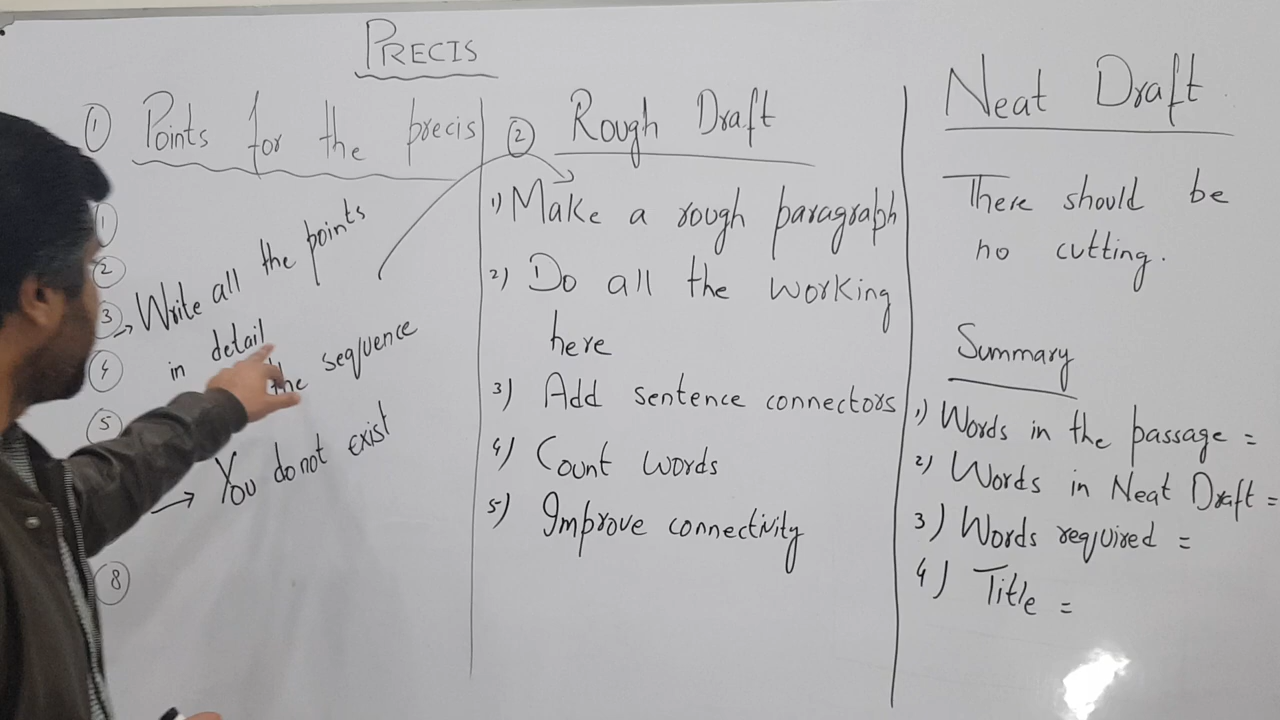 PRECIS
① Points for the precis
①
②
③
④
⑤
⑧
→ Write all the points
in detail
the sequence
→ You do not exist
② Rough Draft
1) Make a rough paragraph
2) Do all the working
here
3) Add sentence connectors
4) Count words
5) Improve connectivity
Neat Draft
There should be
no cutting.
Summary
1) Words in the passage =
2) Words in Neat Draft =
3) Words required =
4) Title =